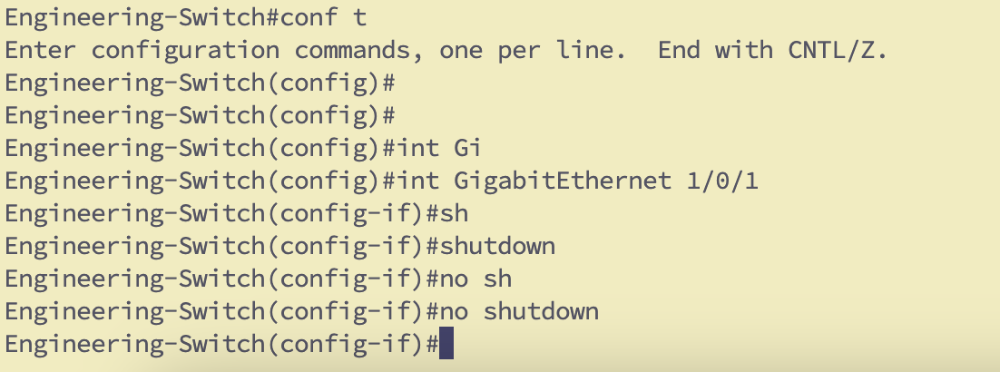 Engineering-Switch#conf t
Enter configuration commands, one per line.  End with CNTL/Z.
Engineering-Switch(config)#
Engineering-Switch(config)#
Engineering-Switch(config)#int Gi
Engineering-Switch(config)#int GigabitEthernet 1/0/1
Engineering-Switch(config-if)#sh
Engineering-Switch(config-if)#shutdown
Engineering-Switch(config-if)#no sh
Engineering-Switch(config-if)#no shutdown
Engineering-Switch(config-if)#